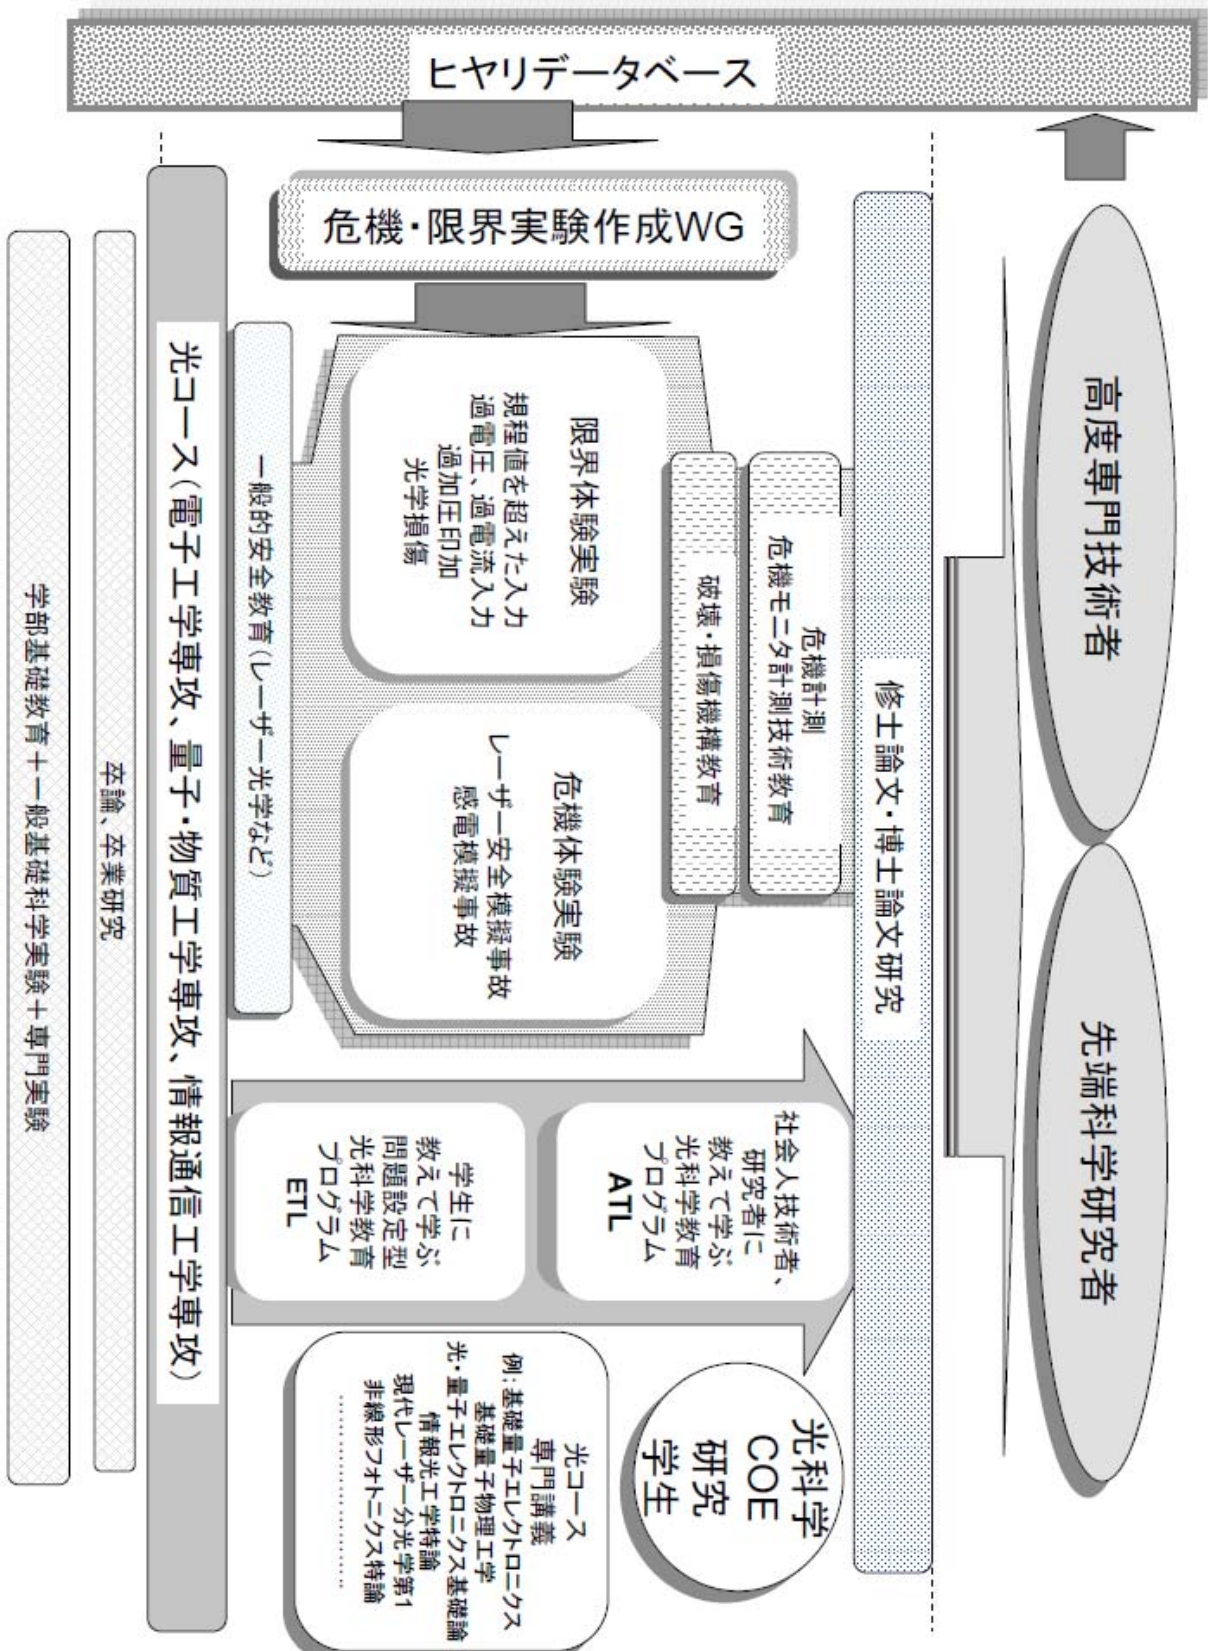 ヒヤリデータベース
危機・限界実験作成WG
高度専門技術者
先端科学研究者
修士論文・博士論文研究
危機計測
危機モニタ計測技術教育
破壊・損傷機構教育
限界体験実験
規程値を超えた入力
過電圧、過電流入力
過加圧印加
光学損傷
危機体験実験
レーザー安全模擬事故
感電模擬事故
一般的安全教育(レーザー光学など)
社会人技術者、
研究者に
教えて学ぶ
光科学教育
プログラム
ATL
学生に
教えて学ぶ
問題設定型
光科学教育
プログラム
ETL
光科学
COE
研究
学生
光コース
専門講義
例:基礎量子エレクトロニクス
基礎量子物理工学
光・量子エレクトロニクス基礎論
情報光工学特論
現代レーザー分光学第1
非線形フォトニクス特論
……………
光コース(電子工学専攻、量子・物質工学専攻、情報通信工学専攻)
卒論、卒業研究
学部基礎教育+一般基礎科学実験+専門実験